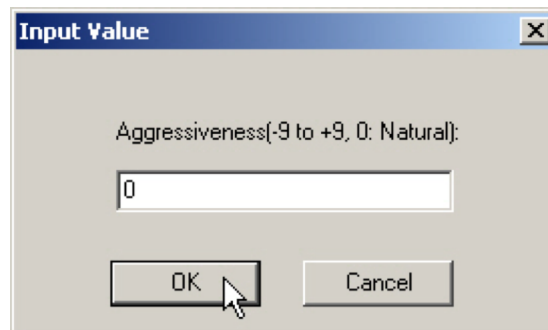 Input Value
Aggressiveness(-9 to +9, 0: Natural):
0
OK
Cancel